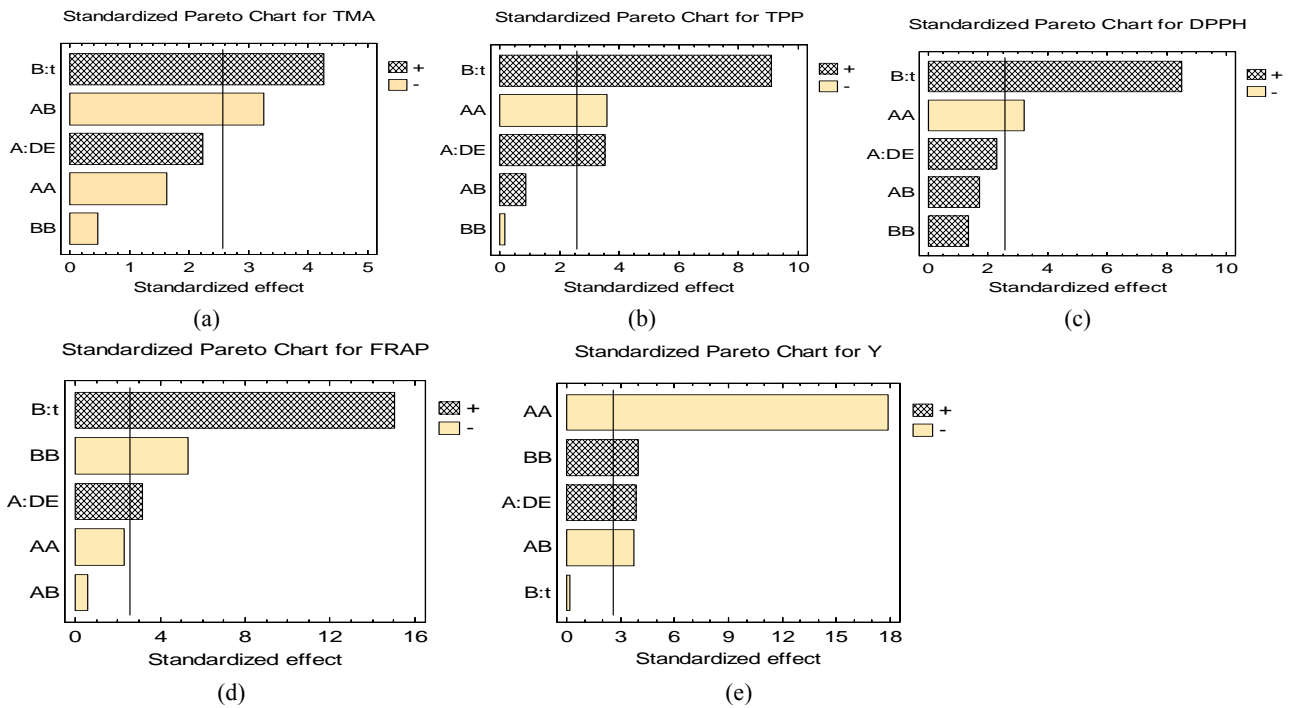 Standardized Pareto Chart for TMA
B:t
AB
A:DE
AA
BB
+
-
0 1 2 3 4 5
Standardized effect
(a)
Standardized Pareto Chart for TPP
B:t
AA
A:DE
AB
BB
+
-
0 2 4 6 8 10
Standardized effect
(b)
Standardized Pareto Chart for DPPH
B:t
AA
A:DE
AB
BB
+
-
0 2 4 6 8 10
Standardized effect
(c)
Standardized Pareto Chart for FRAP
B:t
BB
A:DE
AA
AB
+
-
0 4 8 12 16
Standardized effect
(d)
Standardized Pareto Chart for Y
AA
BB
A:DE
AB
B:t
+
-
0 3 6 9 12 15 18
Standardized effect
(e)